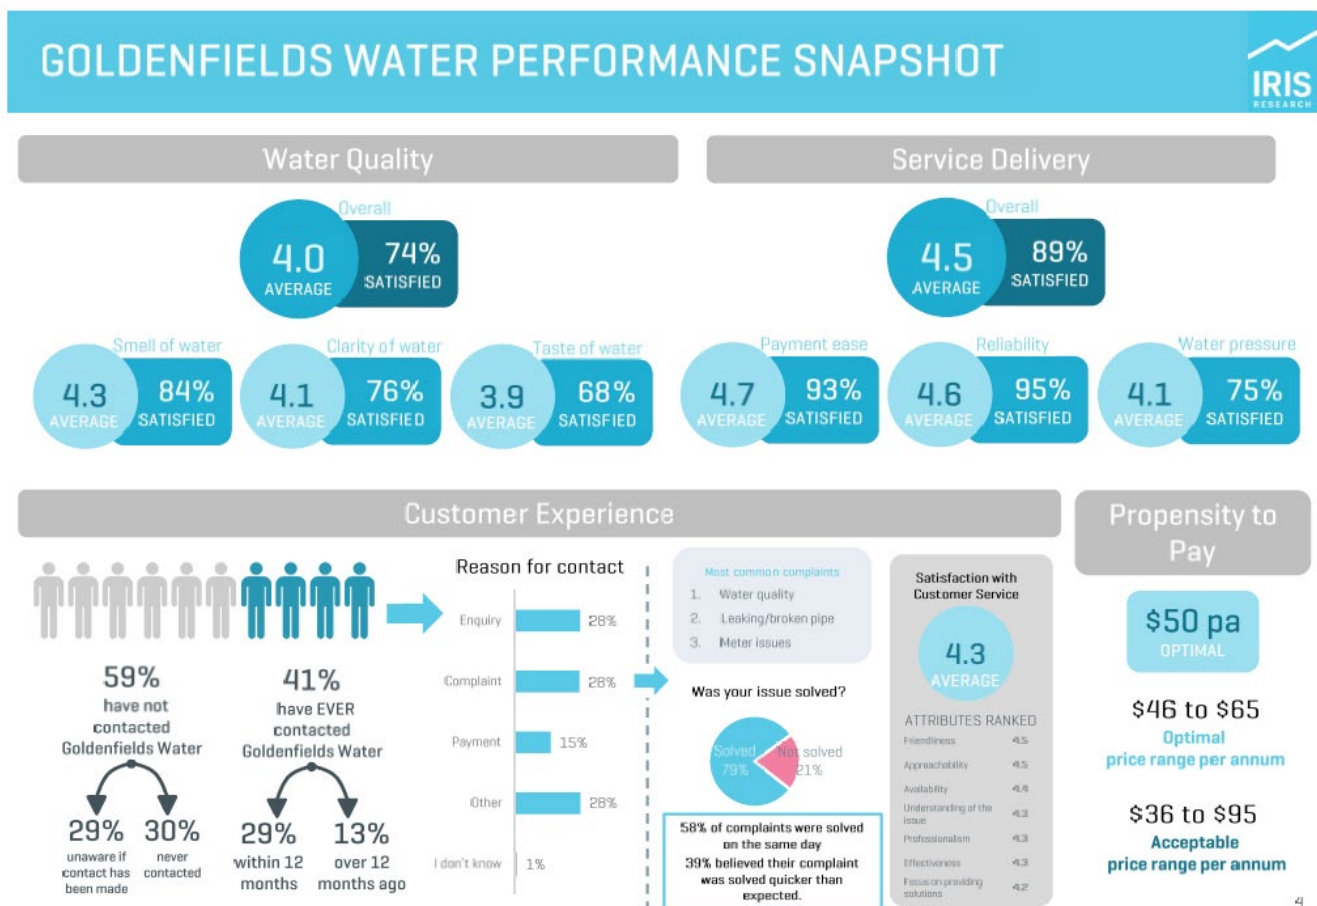 GOLDENFIELDS WATER PERFORMANCE SNAPSHOT
IRIS
RESEARCH
Water Quality
Overall
4.0
AVERAGE
74%
SATISFIED
Smell of water
4.3
AVERAGE
84%
SATISFIED
Clarity of water
4.1
AVERAGE
76%
SATISFIED
Taste of water
3.9
AVERAGE
68%
SATISFIED
Service Delivery
Overall
4.5
AVERAGE
89%
SATISFIED
Payment ease
4.7
AVERAGE
93%
SATISFIED
Reliability
4.6
AVERAGE
95%
SATISFIED
Water pressure
4.1
AVERAGE
75%
SATISFIED
Customer Experience
59%
have not
contacted
Goldenfields Water
29%
unaware if
contact has
been made
30%
never
contacted
41%
have EVER
contacted
Goldenfields Water
29%
within 12
months
13%
over 12
months ago
Reason for contact
Enquiry 28%
Complaint 28%
Payment 15%
Other 28%
I don't know 1%
Most common complaints
1. Water quality
2. Leaking/broken pipe
3. Meter issues
Was your issue solved?
Solved
79%
Not solved
21%
58% of complaints were solved
on the same day
39% believed their complaint
was solved quicker than
expected.
Satisfaction with
Customer Service
4.3
AVERAGE
ATTRIBUTES RANKED
Friendliness 4.5
Approachability 4.5
Availability 4.4
Understanding of the
issue 4.3
Professionalism 4.3
Effectiveness 4.3
Focus on providing
solutions 4.2
Propensity to
Pay
$50 pa
OPTIMAL
$46 to $65
Optimal
price range per annum
$36 to $95
Acceptable
price range per annum
4